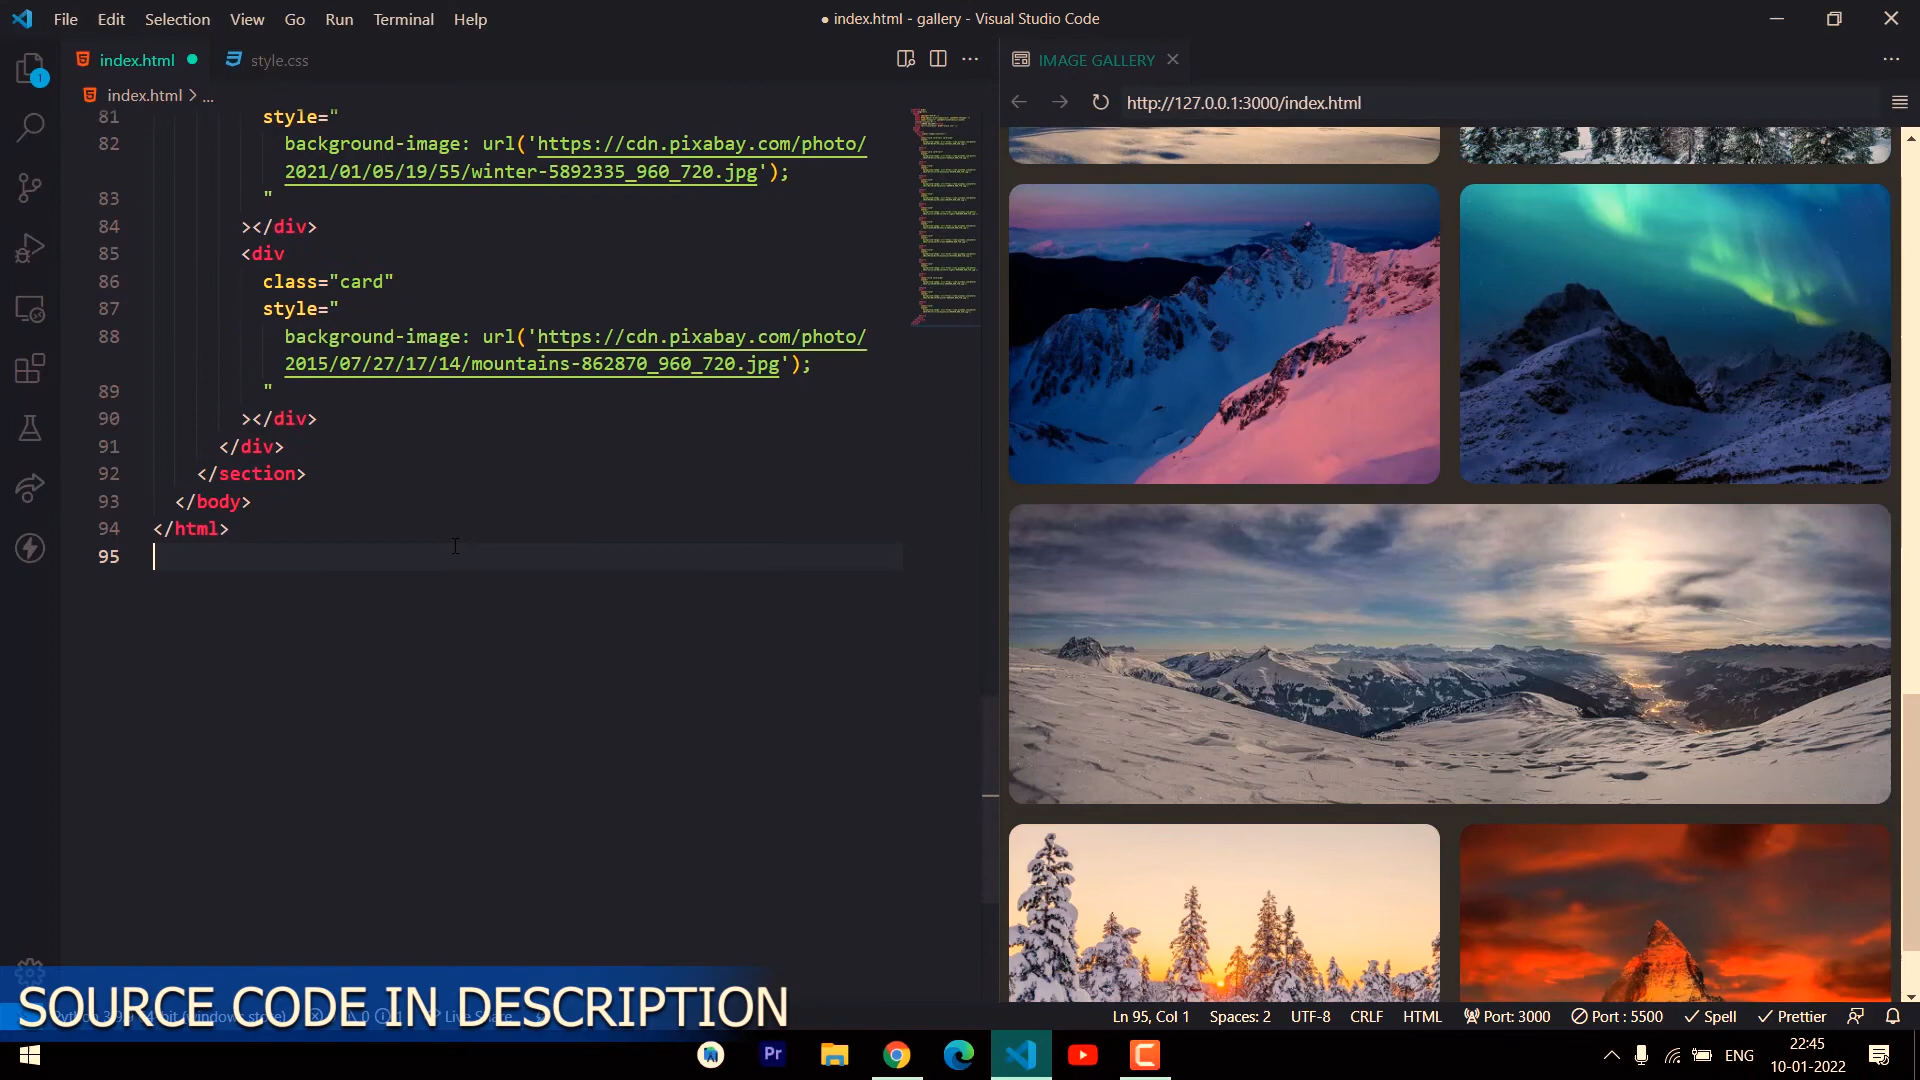 File Edit Selection View Go Run Terminal Help
● index.html - gallery - Visual Studio Code
index.html
style.css
IMAGE GALLERY
index.html > ...
http://127.0.0.1:3000/index.html
1
81 style="
82 background-image: url('https://cdn.pixabay.com/photo/
2021/01/05/19/55/winter-5892335_960_720.jpg');
83 "
84 ></div>
85 <div
86 class="card"
87 style="
88 background-image: url('https://cdn.pixabay.com/photo/
2015/07/27/17/14/mountains-862870_960_720.jpg');
89 "
90 ></div>
91 </div>
92 </section>
93 </body>
94 </html>
95
SOURCE CODE IN DESCRIPTION
Live Share
Ln 95, Col 1 Spaces: 2 UTF-8 CRLF HTML Port: 3000 Port : 5500 Spell Prettier
Pr
ENG
22:45
10-01-2022